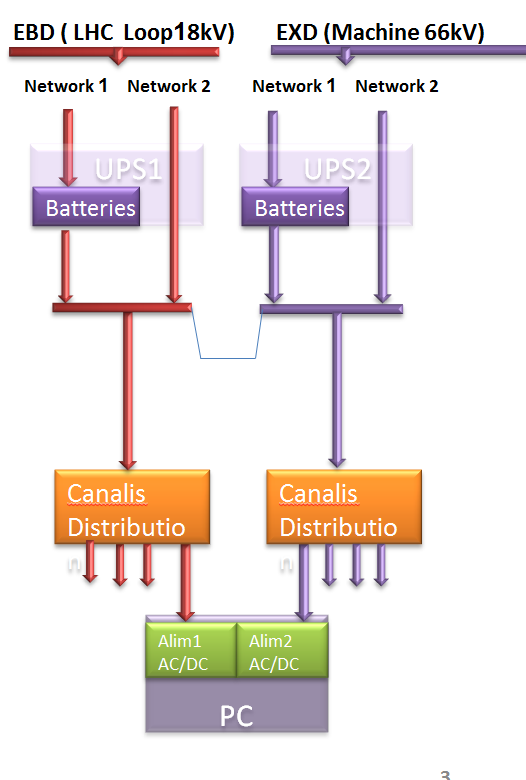 EBD ( LHC  Loop18kV)
EXD (Machine 66kV)
Network 1
Network 2
Network 1
Network 2
UPS1
UPS2
Batteries
Batteries
Canalis
Distributio
n
Canalis
Distributio
n
Alim1
AC/DC
Alim2
AC/DC
PC
3